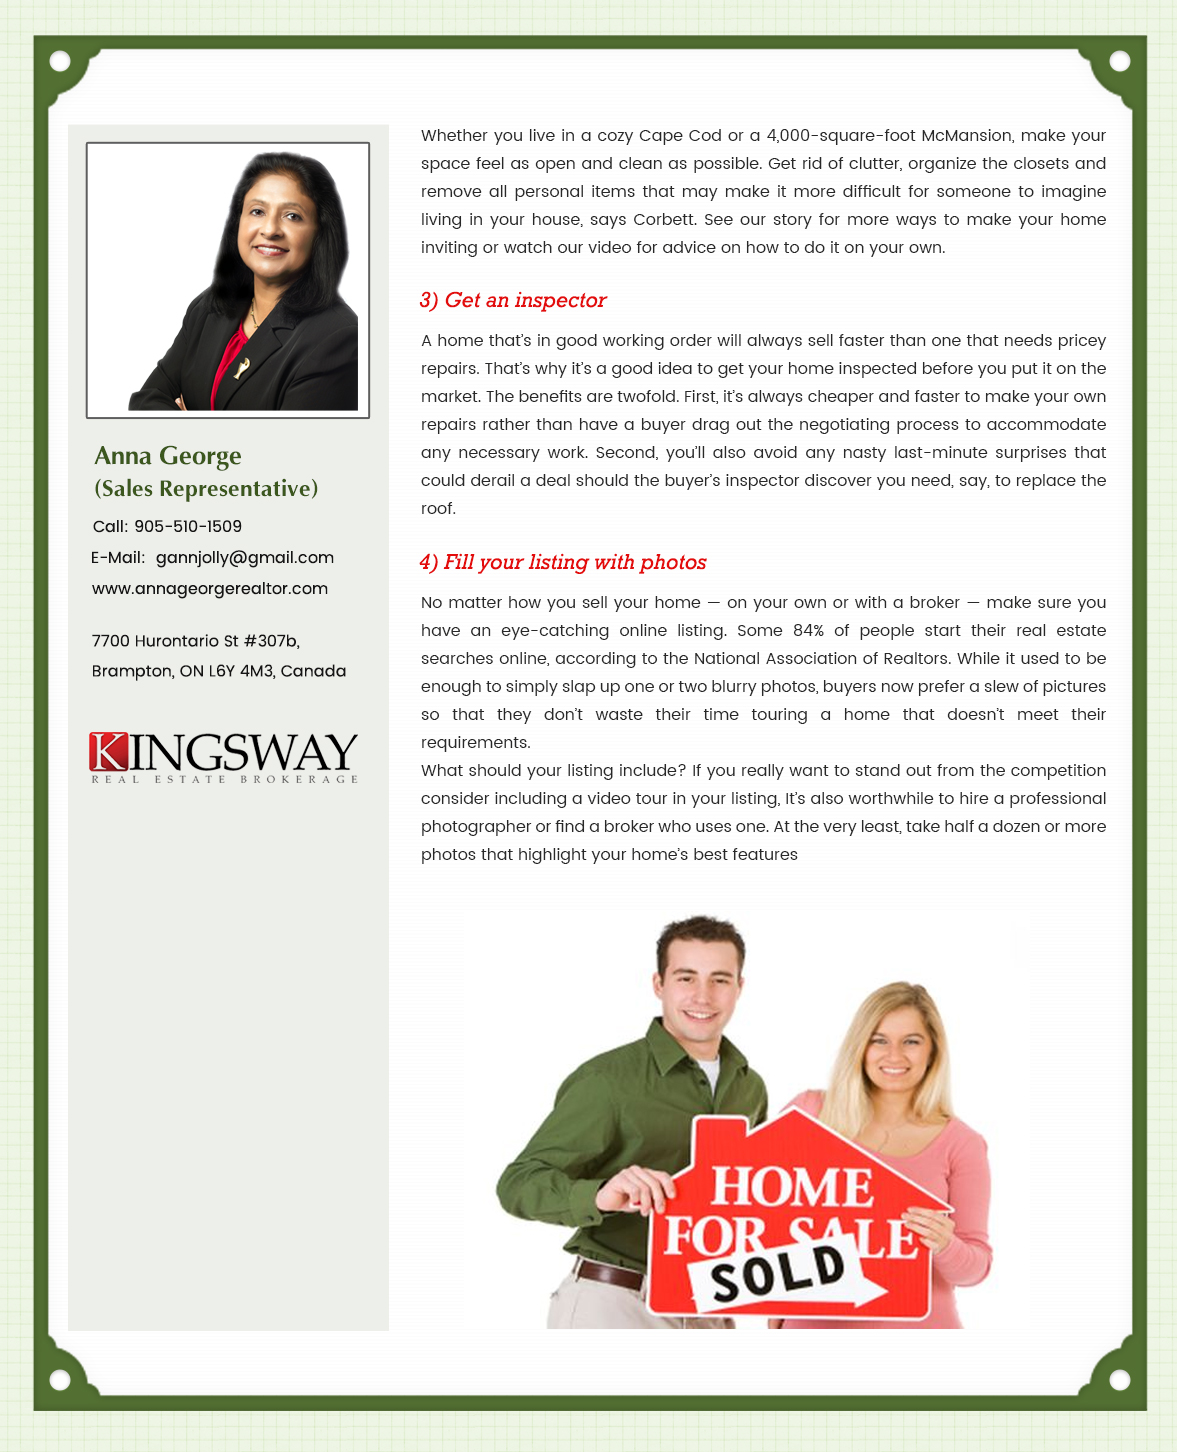 Whether you live in a cozy Cape Cod or a 4,000-square-foot McMansion, make your
space feel as open and clean as possible. Get rid of clutter, organize the closets and
remove all personal items that may make it more difficult for someone to imagine
living in your house, says Corbett. See our story for more ways to make your home
inviting or watch our video for advice on how to do it on your own.
3) Get an inspector
A home that’s in good working order will always sell faster than one that needs pricey
repairs. That’s why it’s a good idea to get your home inspected before you put it on the
market. The benefits are twofold. First, it’s always cheaper and faster to make your own
repairs rather than have a buyer drag out the negotiating process to accommodate
any necessary work. Second, you’ll also avoid any nasty last-minute surprises that
could derail a deal should the buyer’s inspector discover you need, say, to replace the
roof.
4) Fill your listing with photos
No matter how you sell your home — on your own or with a broker — make sure you
have an eye-catching online listing. Some 84% of people start their real estate
searches online, according to the National Association of Realtors. While it used to be
enough to simply slap up one or two blurry photos, buyers now prefer a slew of pictures
so that they don’t waste their time touring a home that doesn’t meet their
requirements.
What should your listing include? If you really want to stand out from the competition
consider including a video tour in your listing, It’s also worthwhile to hire a professional
photographer or find a broker who uses one. At the very least, take half a dozen or more
photos that highlight your home’s best features
Anna George
(Sales Representative)
Call: 905-510-1509
E-Mail: gannjolly@gmail.com
www.annageorgerealtor.com
7700 Hurontario St #307b,
Brampton, ON L6Y 4M3, Canada
KINGSWAY
REAL ESTATE BROKERAGE
HOME
FOR SALE
SOLD